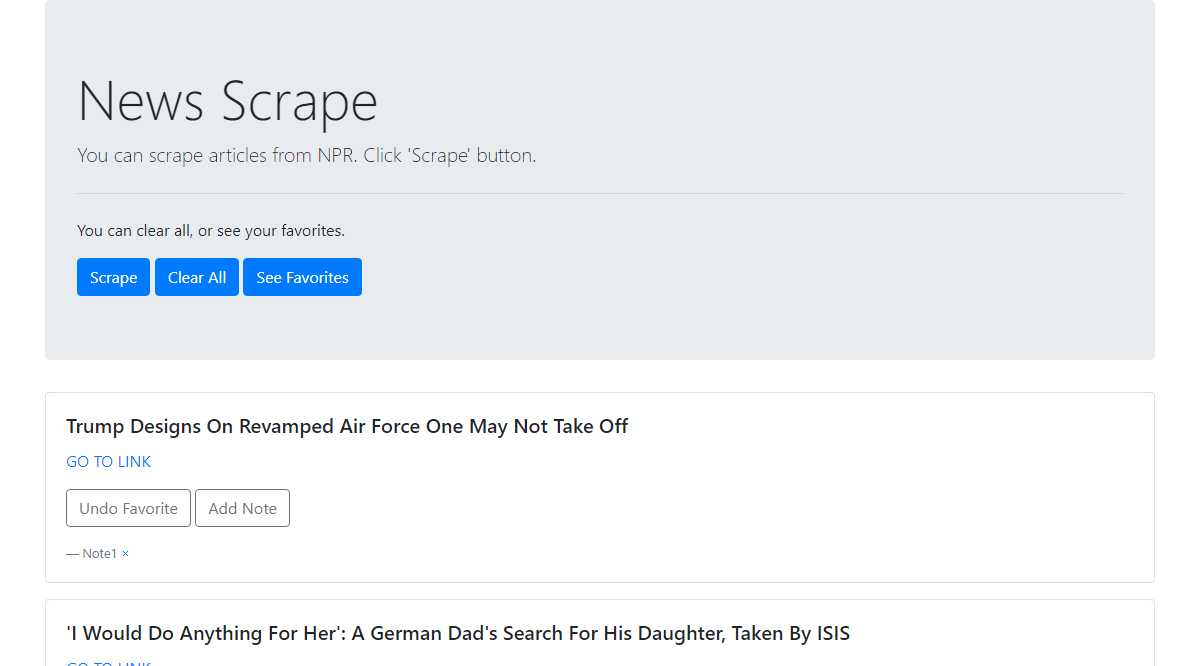 News Scrape
You can scrape articles from NPR. Click 'Scrape' button.
You can clear all, or see your favorites.
Scrape Clear All See Favorites
Trump Designs On Revamped Air Force One May Not Take Off
GO TO LINK
Undo Favorite Add Note
— Note1 ×
'I Would Do Anything For Her': A German Dad's Search For His Daughter, Taken By ISIS
GO TO LINK